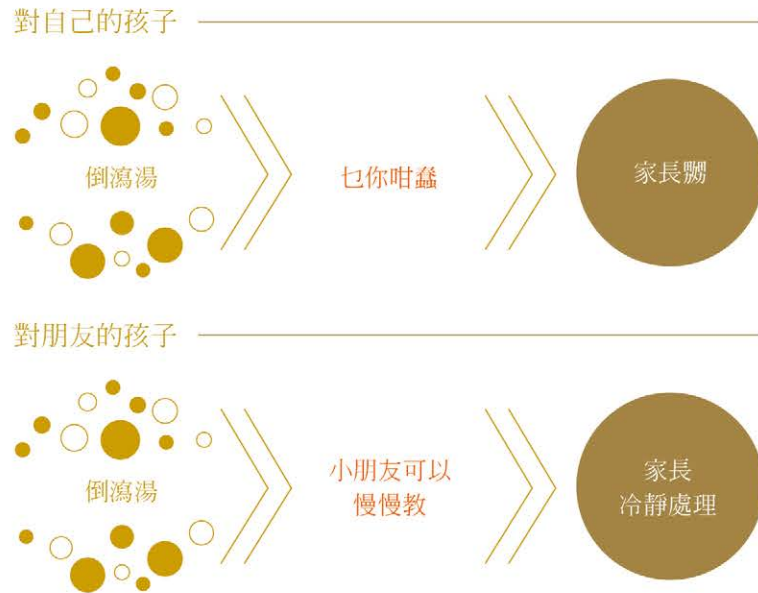 對自己的孩子
倒瀉湯
乜你咁蠢
家長嬲
對朋友的孩子
倒瀉湯
小朋友可以
慢慢教
家長
冷靜處理